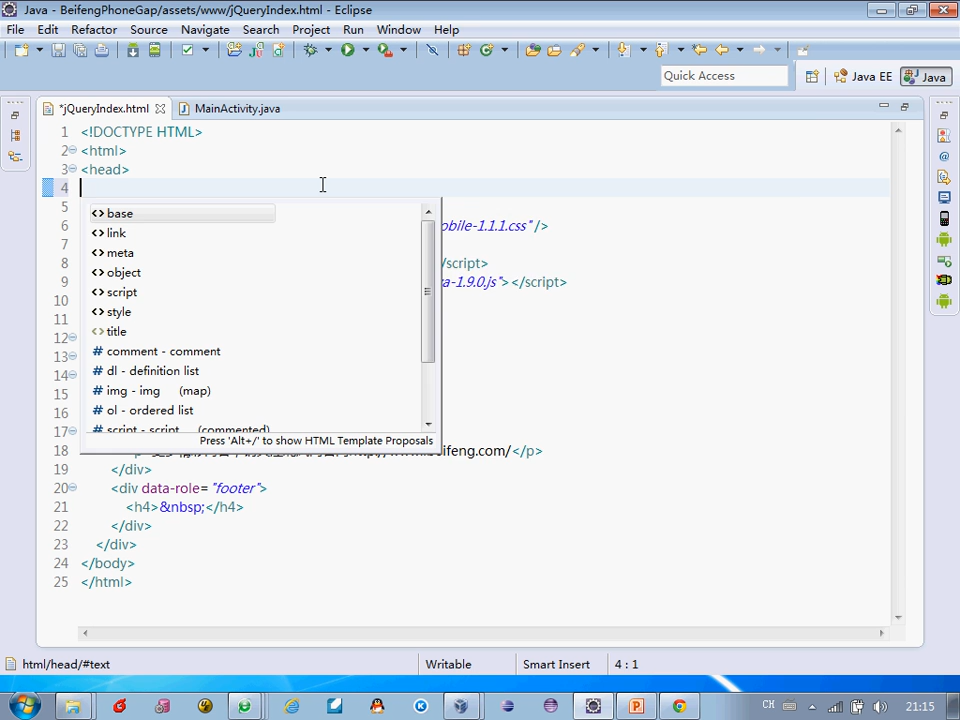 Java - BeifengPhoneGap/assets/www/jQueryIndex.html - Eclipse
File Edit Refactor Source Navigate Search Project Run Window Help
Quick Access
Java EE
Java
*jQueryIndex.html
MainActivity.java
1 <!DOCTYPE HTML>
2 <html>
3 <head>
4
5
6 obile-1.1.1.css"/>
7
8 /script>
9 a-1.9.0.js"></script>
10
11
12
13
14
15
16
17
18 .beifeng.com/</p>
19 </div>
20 <div data-role="footer">
21 <h4>&nbsp;</h4>
22 </div>
23 </div>
24 </body>
25 </html>
base
link
meta
object
script
style
title
comment - comment
dl - definition list
img - img (map)
ol - ordered list
script - script (commented)
Press 'Alt+/' to show HTML Template Proposals
html/head/#text
Writable
Smart Insert
4 : 1
CH
21:15